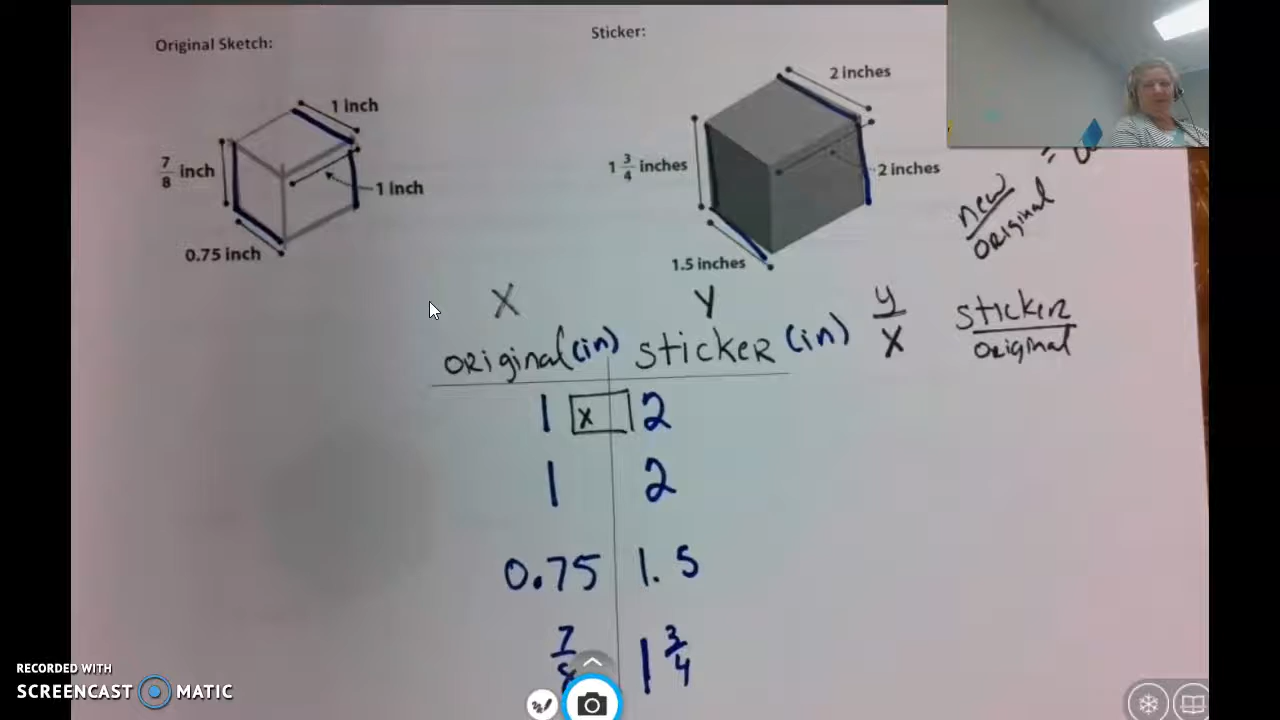 Original Sketch:
Sticker:
1 inch
7/8 inch
1 inch
0.75 inch
2 inches
1 3/4 inches
2 inches
1.5 inches
new/original =
X Y y/x sticker/original
original (in) sticker (in)
1 x 2
1 2
0.75 1.5
7/8 1 3/4
RECORDED WITH
SCREENCAST MATIC